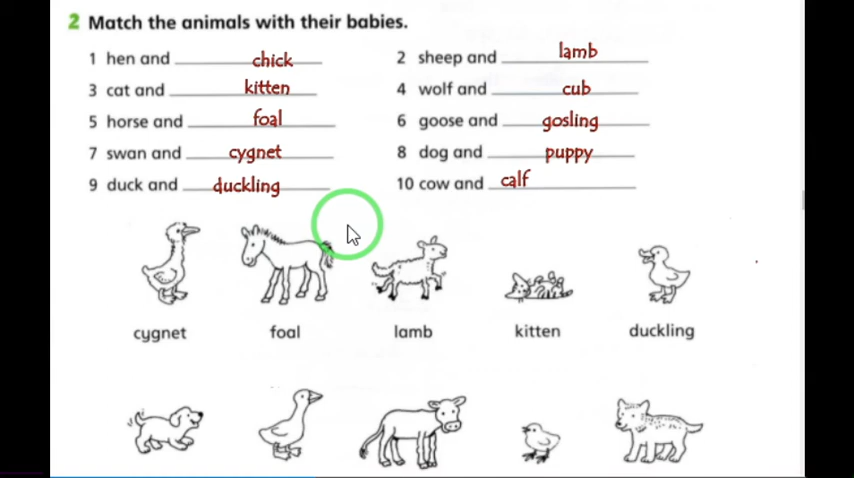 2 Match the animals with their babies.
1 hen and chick
2 sheep and lamb
3 cat and kitten
4 wolf and cub
5 horse and foal
6 goose and gosling
7 swan and cygnet
8 dog and puppy
9 duck and duckling
10 cow and calf
cygnet foal lamb kitten duckling